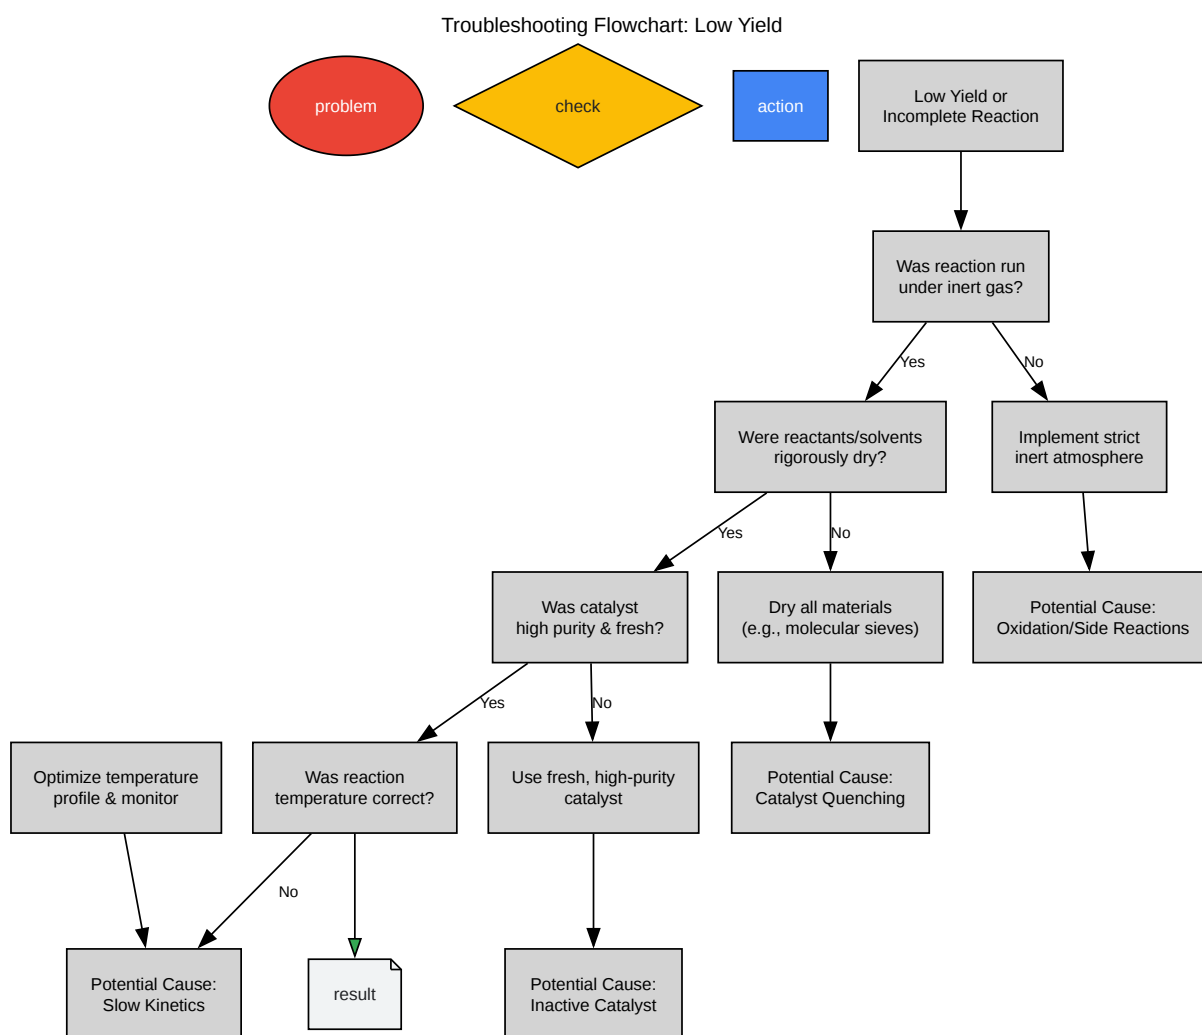 Troubleshooting Flowchart: Low Yield
problem
check
action
Low Yield or
Incomplete Reaction
Was reaction run
under inert gas?
Yes
No
Were reactants/solvents
rigorously dry?
Implement strict
inert atmosphere
Yes
No
Was catalyst
high purity & fresh?
Dry all materials
(e.g., molecular sieves)
Potential Cause:
Oxidation/Side Reactions
Yes
No
Optimize temperature
profile & monitor
Was reaction
temperature correct?
Use fresh, high-purity
catalyst
Potential Cause:
Catalyst Quenching
No
Potential Cause:
Slow Kinetics
result
Potential Cause:
Inactive Catalyst